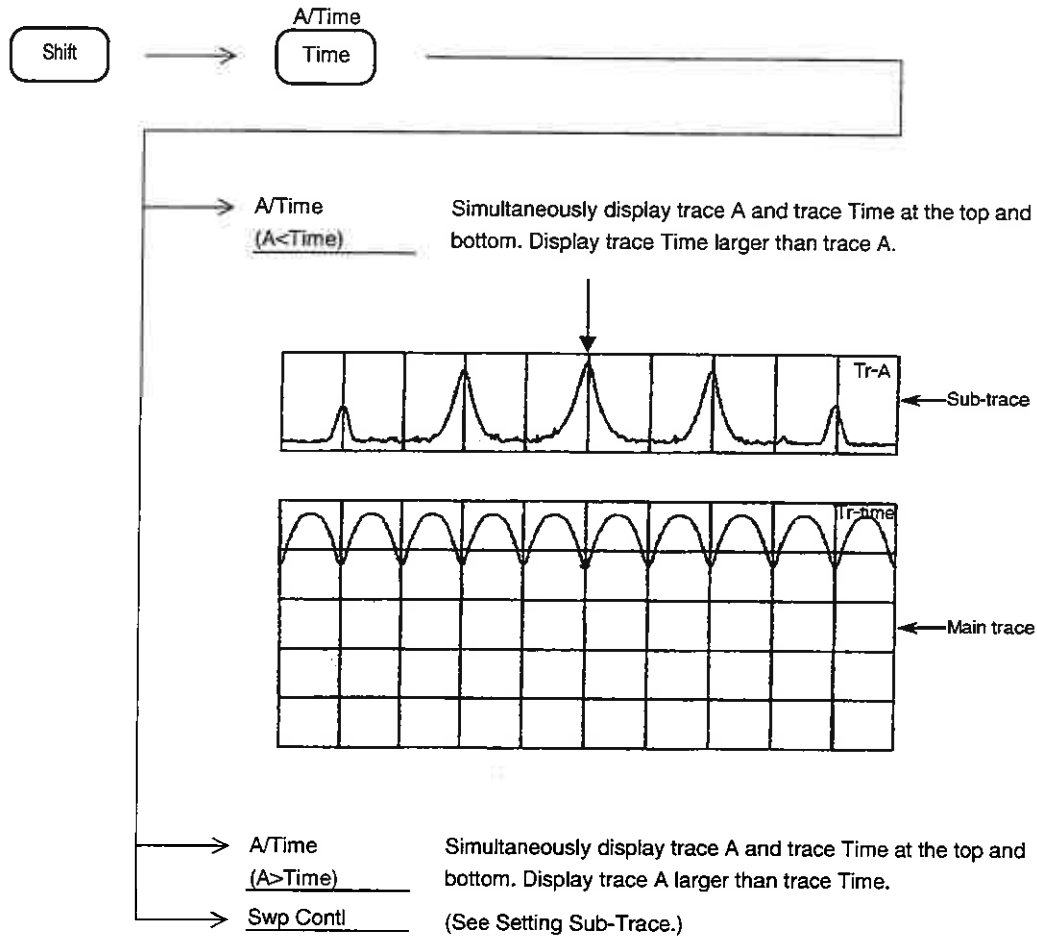 A/Time
Shift
Time
A/Time
(A<Time)
Simultaneously display trace A and trace Time at the top and
bottom. Display trace Time larger than trace A.
Tr-A
Sub-trace
Tr-time
Main trace
A/Time
(A>Time)
Simultaneously display trace A and trace Time at the top and
bottom. Display trace A larger than trace Time.
Swp Contl
(See Setting Sub-Trace.)